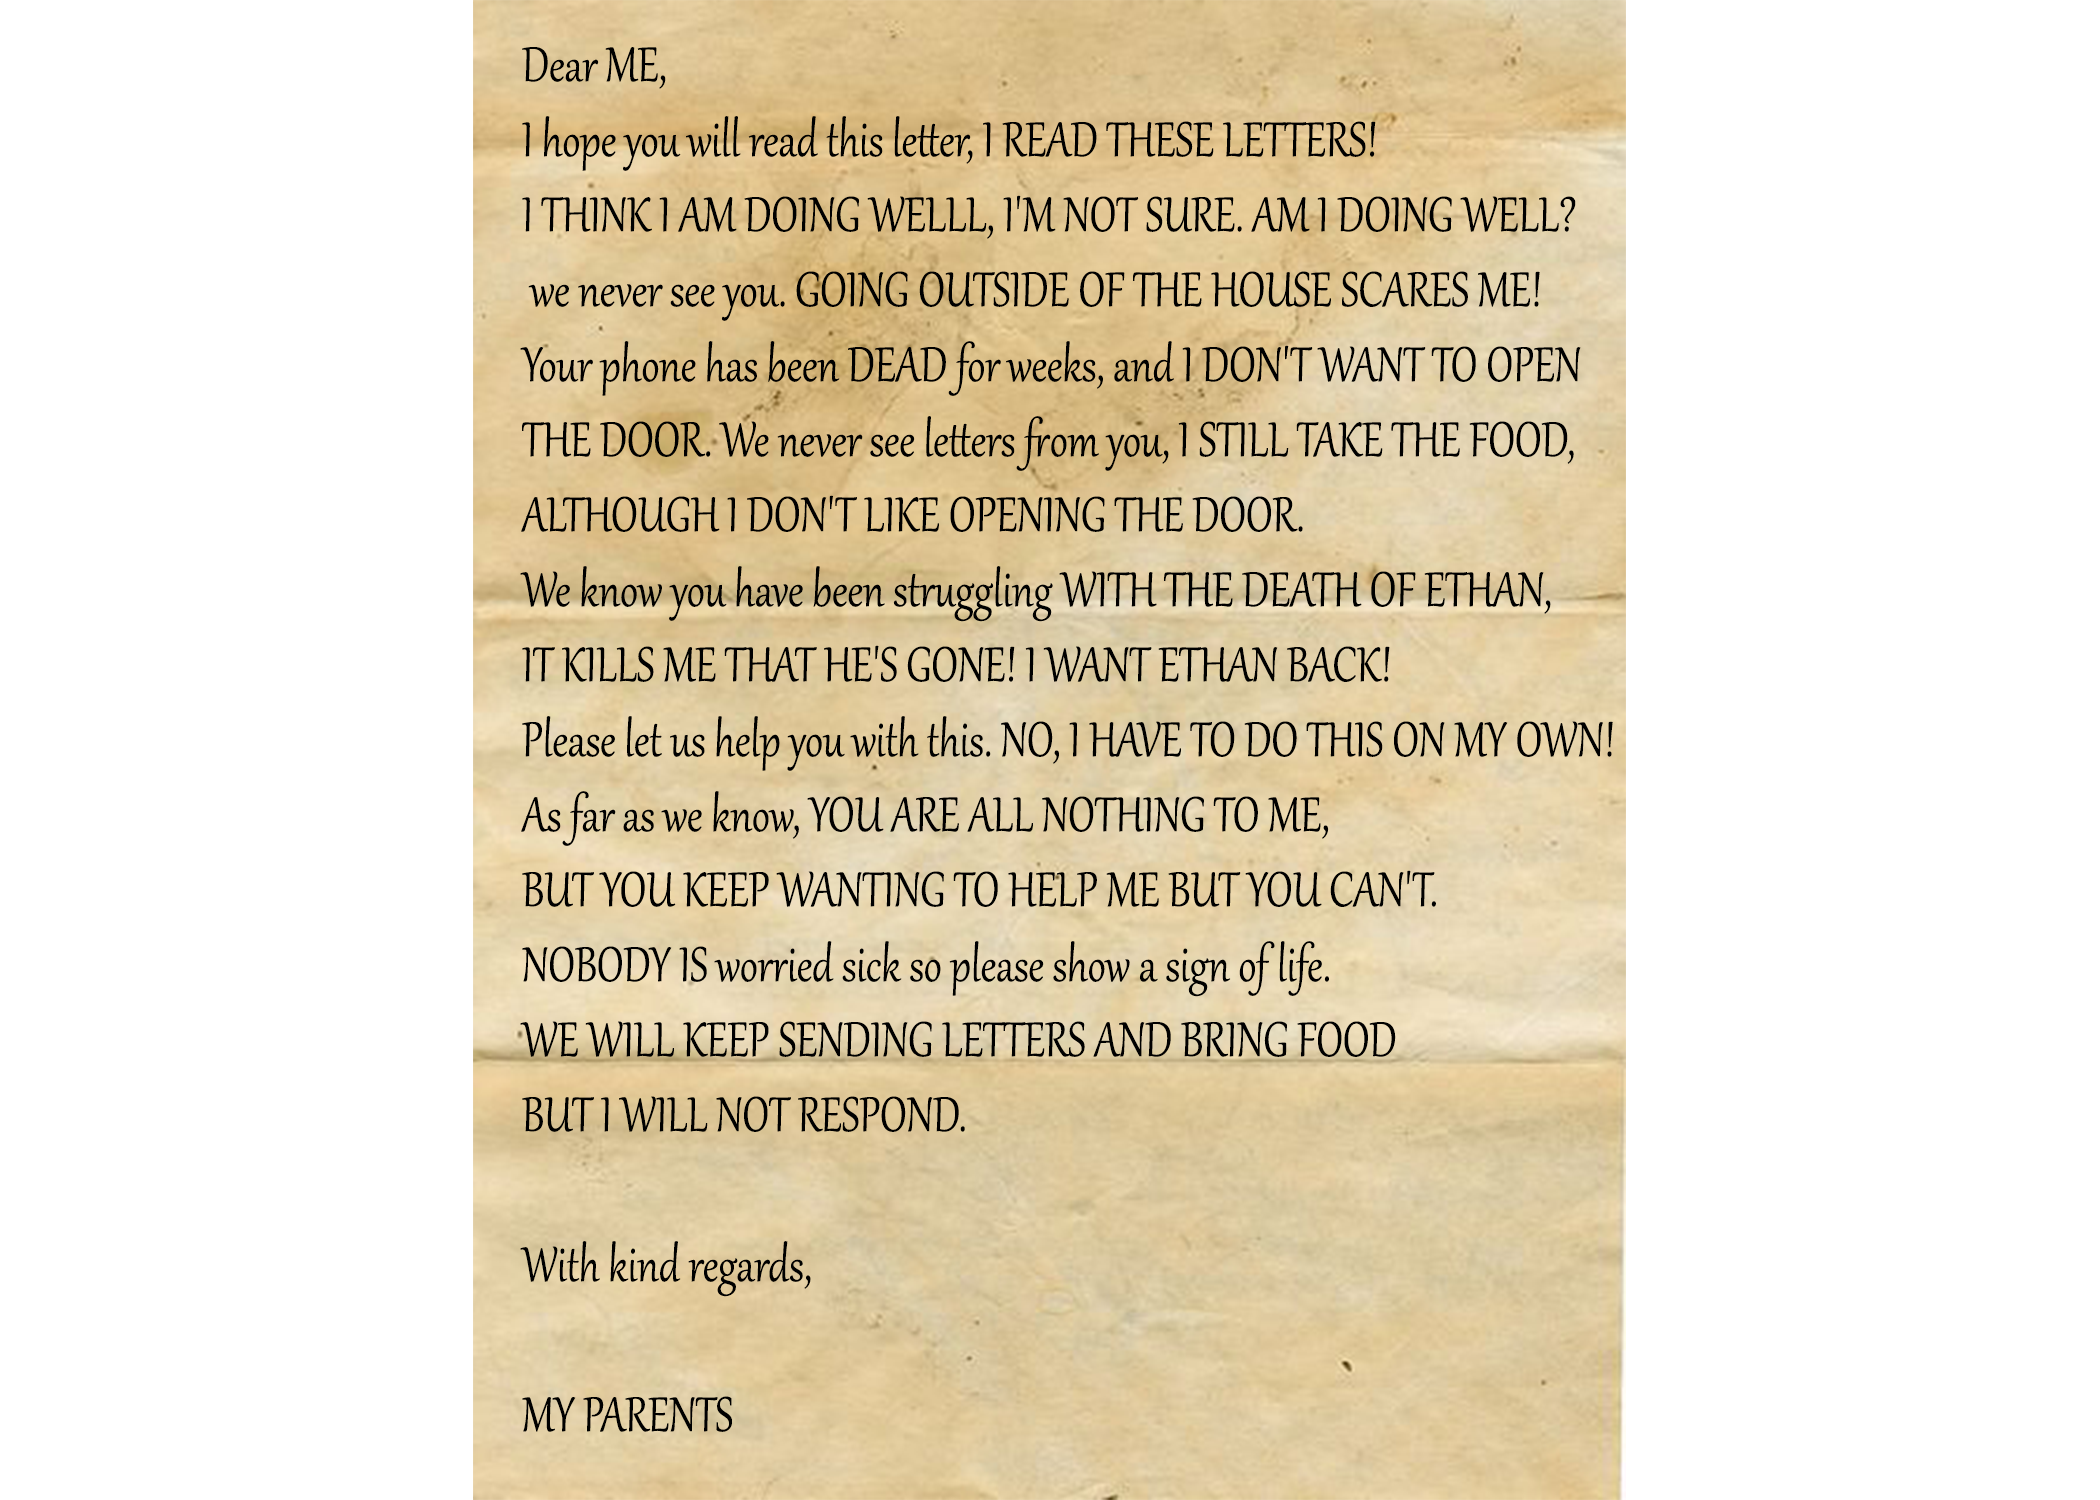 Dear ME,
I hope you will read this letter, I READ THESE LETTERS!
I THINK I AM DOING WELLL, I'M NOT SURE. AM I DOING WELL?
we never see you. GOING OUTSIDE OF THE HOUSE SCARES ME!
Your phone has been DEAD for weeks, and I DON'T WANT TO OPEN
THE DOOR. We never see letters from you, I STILL TAKE THE FOOD,
ALTHOUGH I DON'T LIKE OPENING THE DOOR.
We know you have been struggling WITH THE DEATH OF ETHAN,
IT KILLS ME THAT HE'S GONE! I WANT ETHAN BACK!
Please let us help you with this. NO, I HAVE TO DO THIS ON MY OWN!
As far as we know, YOU ARE ALL NOTHING TO ME,
BUT YOU KEEP WANTING TO HELP ME BUT YOU CAN'T.
NOBODY IS worried sick so please show a sign of life.
WE WILL KEEP SENDING LETTERS AND BRING FOOD
BUT I WILL NOT RESPOND.
With kind regards,
MY PARENTS